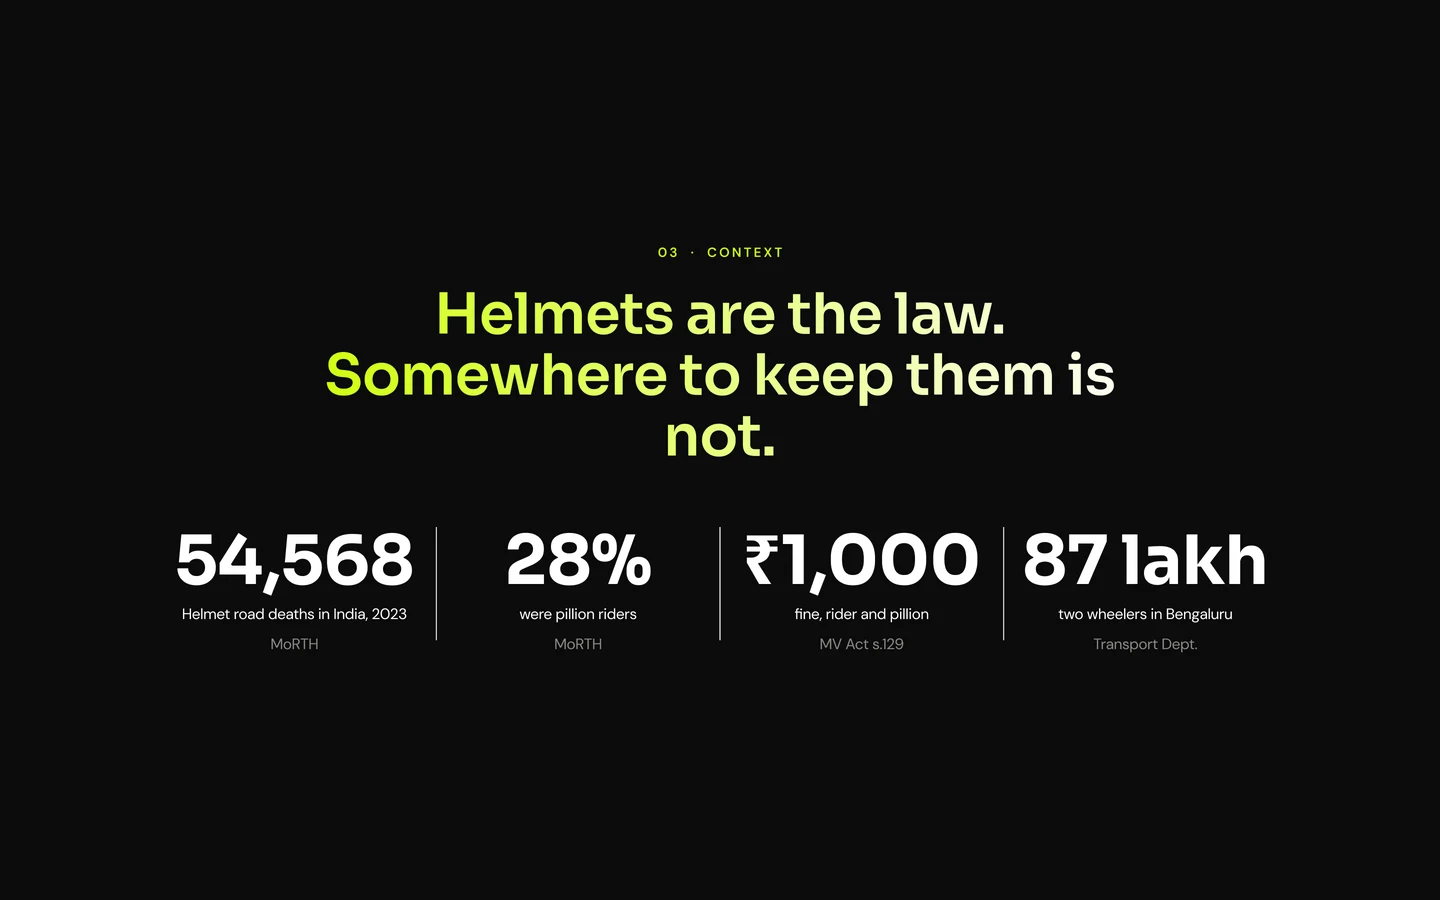 03 · CONTEXT
Helmets are the law.
Somewhere to keep them is
not.
54,568
Helmet road deaths in India, 2023
MoRTH
28%
were pillion riders
MoRTH
₹1,000
fine, rider and pillion
MV Act s.129
87 lakh
two wheelers in Bengaluru
Transport Dept.